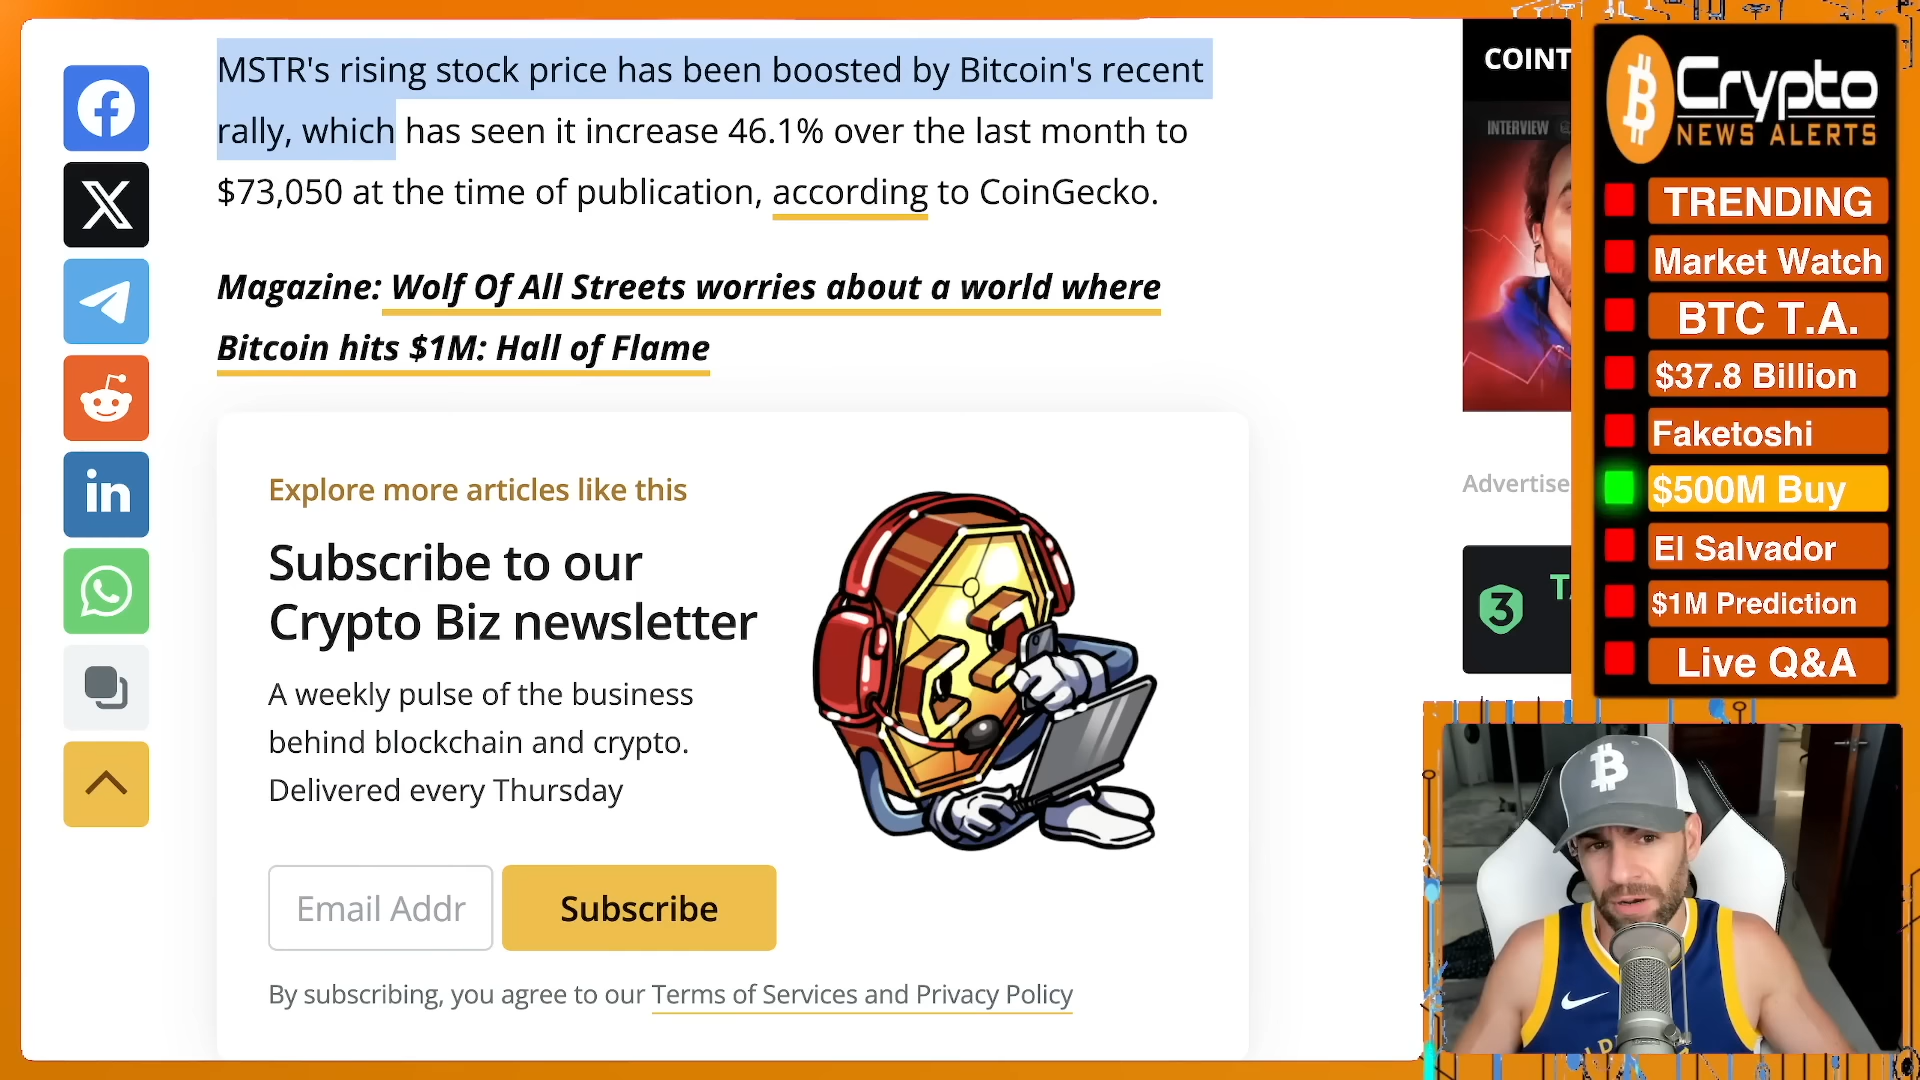 MSTR's rising stock price has been boosted by Bitcoin's recent
rally, which has seen it increase 46.1% over the last month to
$73,050 at the time of publication, according to CoinGecko.
Magazine: Wolf Of All Streets worries about a world where
Bitcoin hits $1M: Hall of Flame
Explore more articles like this
Subscribe to our
Crypto Biz newsletter
A weekly pulse of the business
behind blockchain and crypto.
Delivered every Thursday
Email Addr
Subscribe
By subscribing, you agree to our Terms of Services and Privacy Policy
in
COINT
INTERVIEW
Advertise
3
Crypto
NEWS ALERTS
TRENDING
Market Watch
BTC T.A.
$37.8 Billion
Faketoshi
$500M Buy
El Salvador
$1M Prediction
Live Q&A